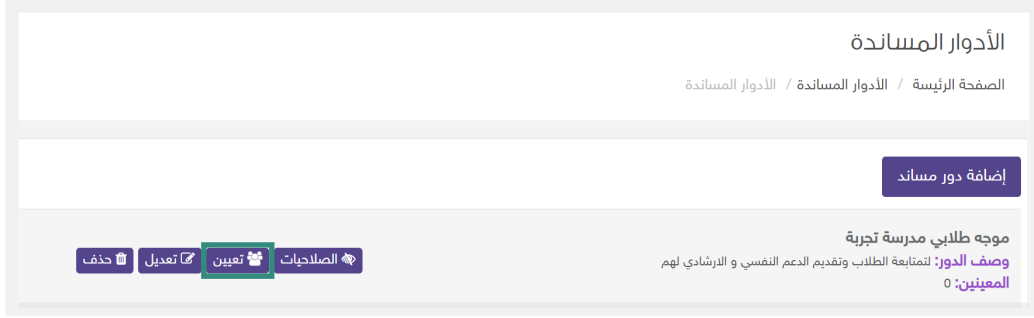 الأدوار المساندة
الصفحة الرئيسة / الأدوار المساندة / الأدوار المساندة
إضافة دور مساند
موجه طلابي مدرسة تجربة
وصف الدور: لتمتابعة الطلاب وتقديم الدعم النفسي و الارشادي لهم
المعينين: 0
الصلاحيات تعيين تعديل حذف